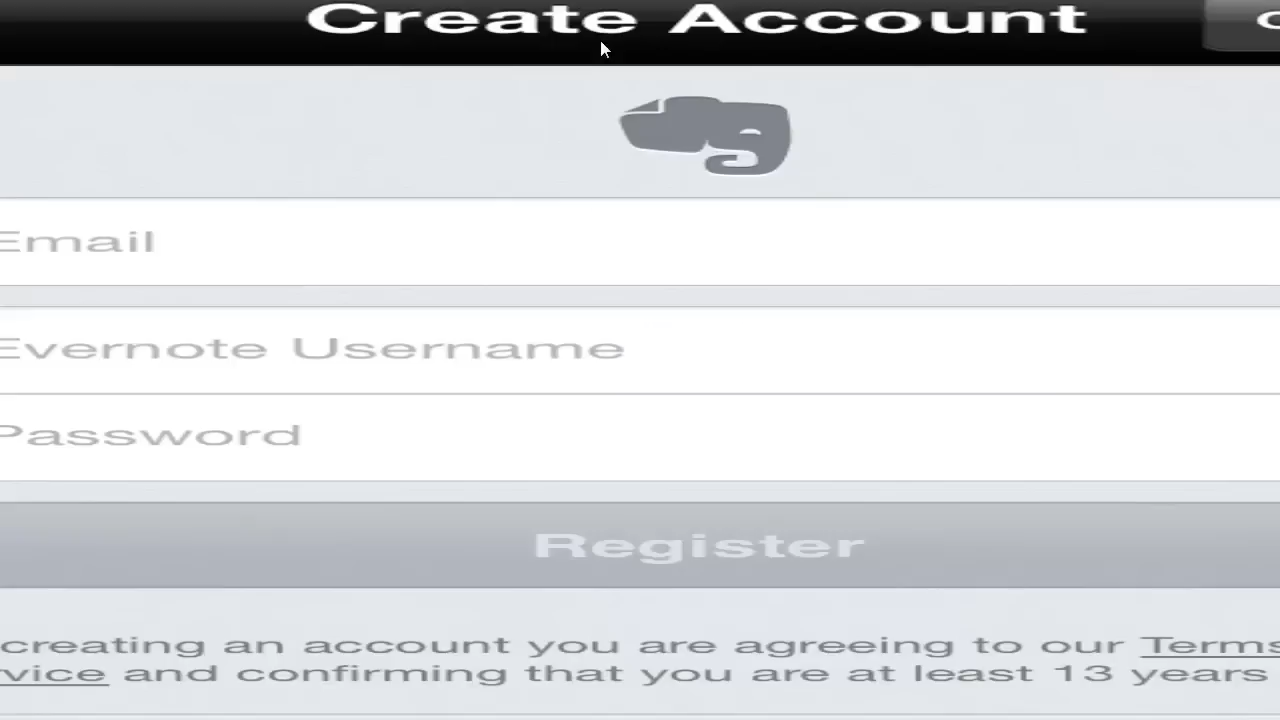 Create Account
Email
Evernote Username
Password
Register
creating an account you are agreeing to our Terms
vice and confirming that you are at least 13 years